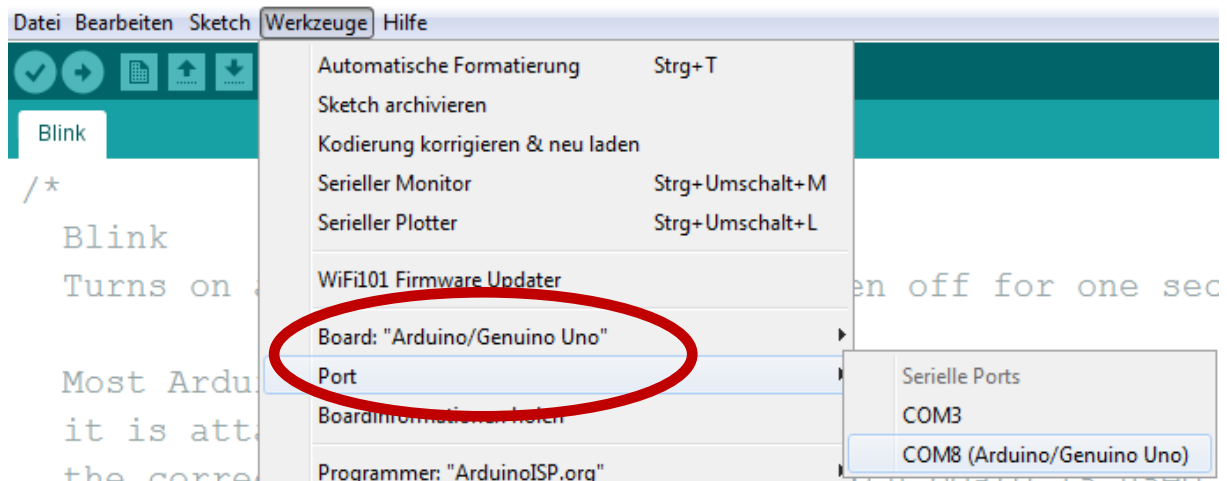 Datei Bearbeiten Sketch Werkzeuge Hilfe
Automatische Formatierung Strg+T
Sketch archivieren
Kodierung korrigieren & neu laden
Serieller Monitor Strg+Umschalt+M
Serieller Plotter Strg+Umschalt+L
WiFi101 Firmware Updater
Board: "Arduino/Genuino Uno"
Port
Boardinformationen holen
Programmer: "ArduinoISP.org"
Serielle Ports
COM3
COM8 (Arduino/Genuino Uno)
Blink
/*
Blink
Turns on en off for one sec
Most Ardu
it is att
the corre